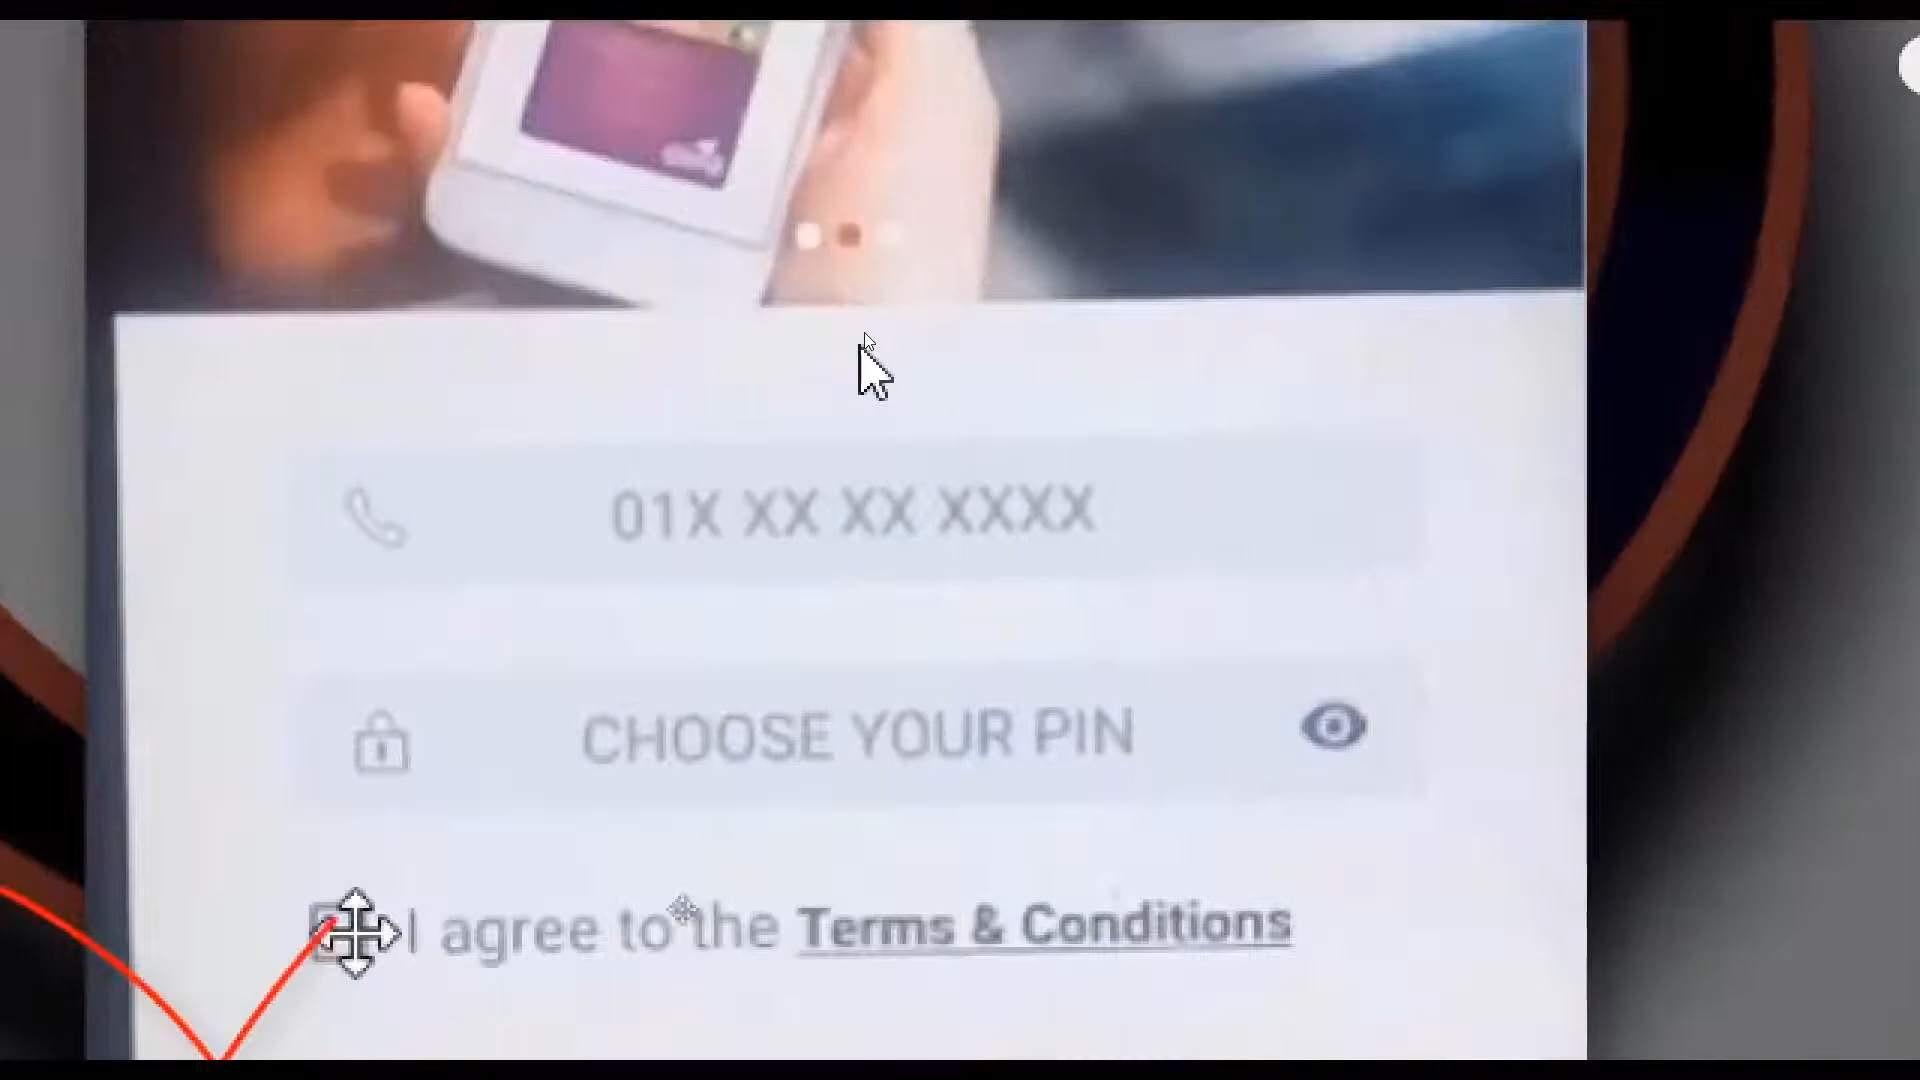 01X XX XX XXXX
CHOOSE YOUR PIN
I agree to the Terms & Conditions